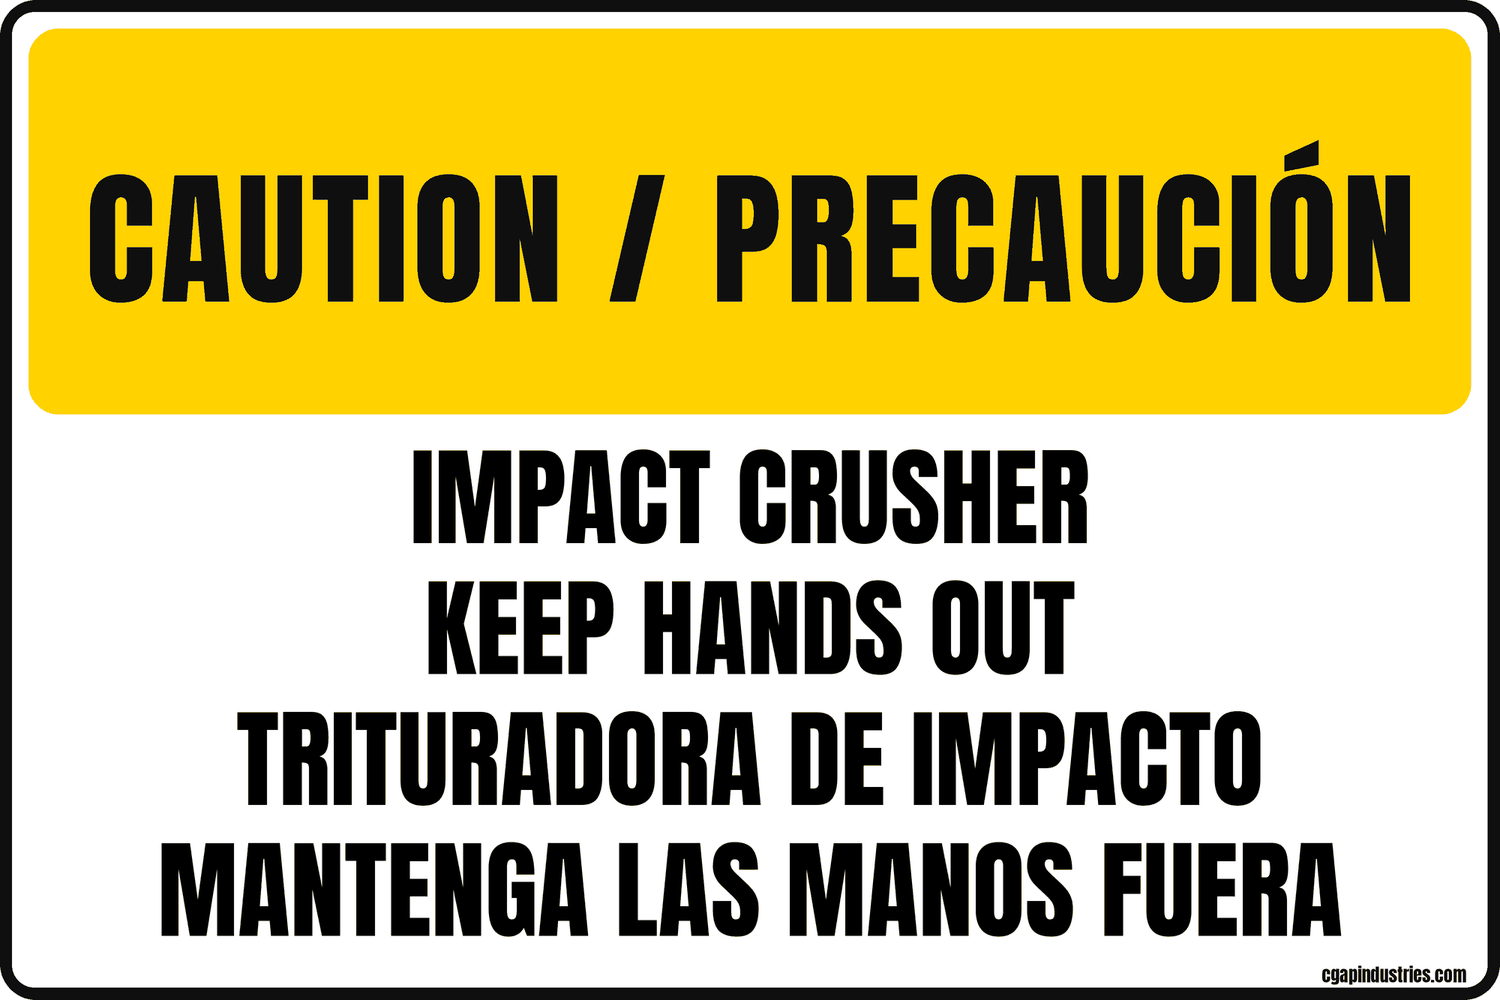 CAUTION / PRECAUCIÓN
IMPACT CRUSHER
KEEP HANDS OUT
TRITURADORA DE IMPACTO
MANTENGA LAS MANOS FUERA
cgapindustries.com